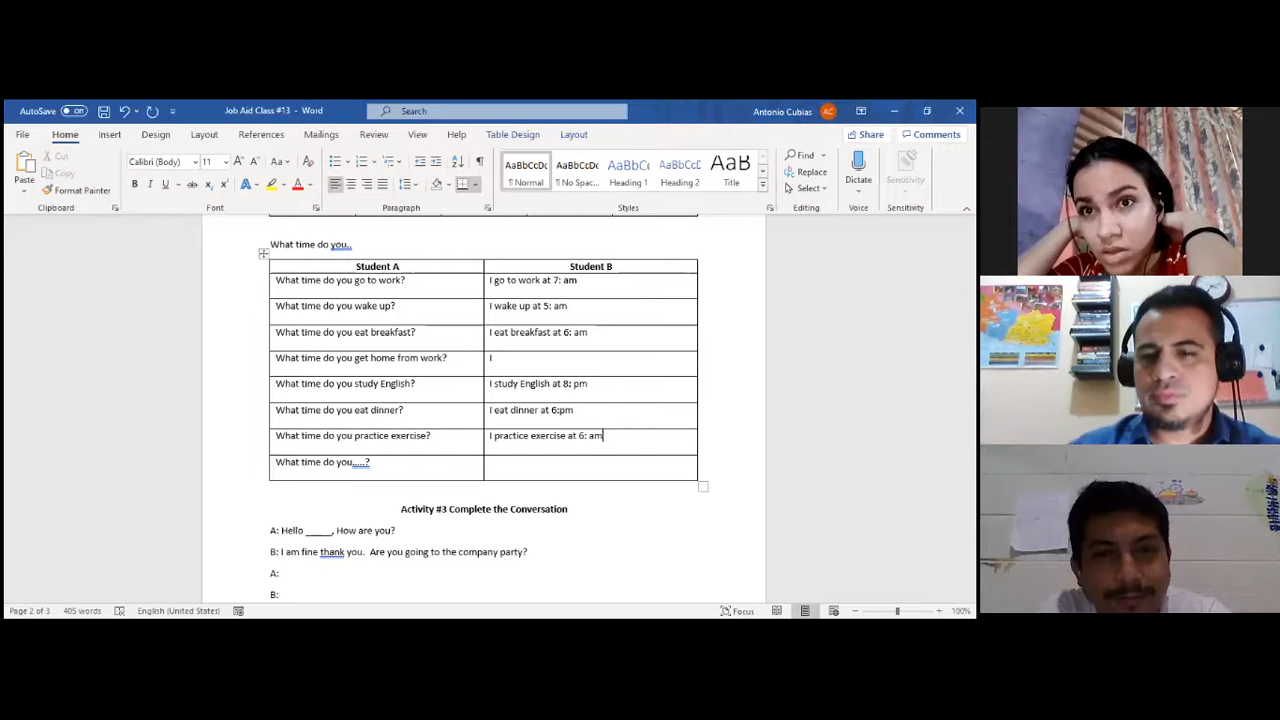 AutoSave Off Job Aid Class #13 - Word Search Antonio Cubias AC
File Home Insert Design Layout References Mailings Review View Help Table Design Layout Share Comments
Paste Cut Copy Format Painter
Calibri (Body) 11
AaBbCcDc AaBbCcDc AaBbCc AaBbCcD AaB
¶ Normal ¶ No Spac... Heading 1 Heading 2 Title
Find Replace Select
Dictate Sensitivity
Clipboard Font Paragraph Styles Editing Voice Sensitivity
What time do you..
Student A Student B
What time do you go to work? I go to work at 7: am
What time do you wake up? I wake up at 5: am
What time do you eat breakfast? I eat breakfast at 6: am
What time do you get home from work? I
What time do you study English? I study English at 8: pm
What time do you eat dinner? I eat dinner at 6:pm
What time do you practice exercise? I practice exercise at 6: am
What time do you.....?
Activity #3 Complete the Conversation
A: Hello _____, How are you?
B: I am fine thank you. Are you going to the company party?
A:
B:
Page 2 of 3 405 words English (United States) Focus 100%